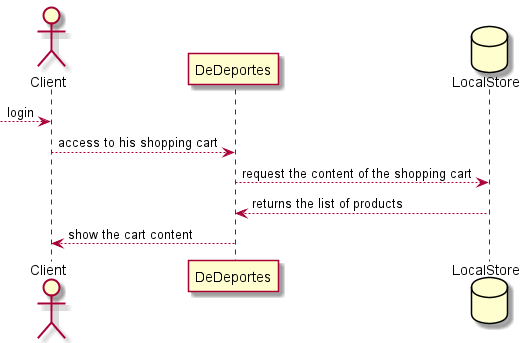 Client
DeDeportes
LocalStore
login
access to his shopping cart
request the content of the shopping cart
returns the list of products
show the cart content
Client
DeDeportes
LocalStore